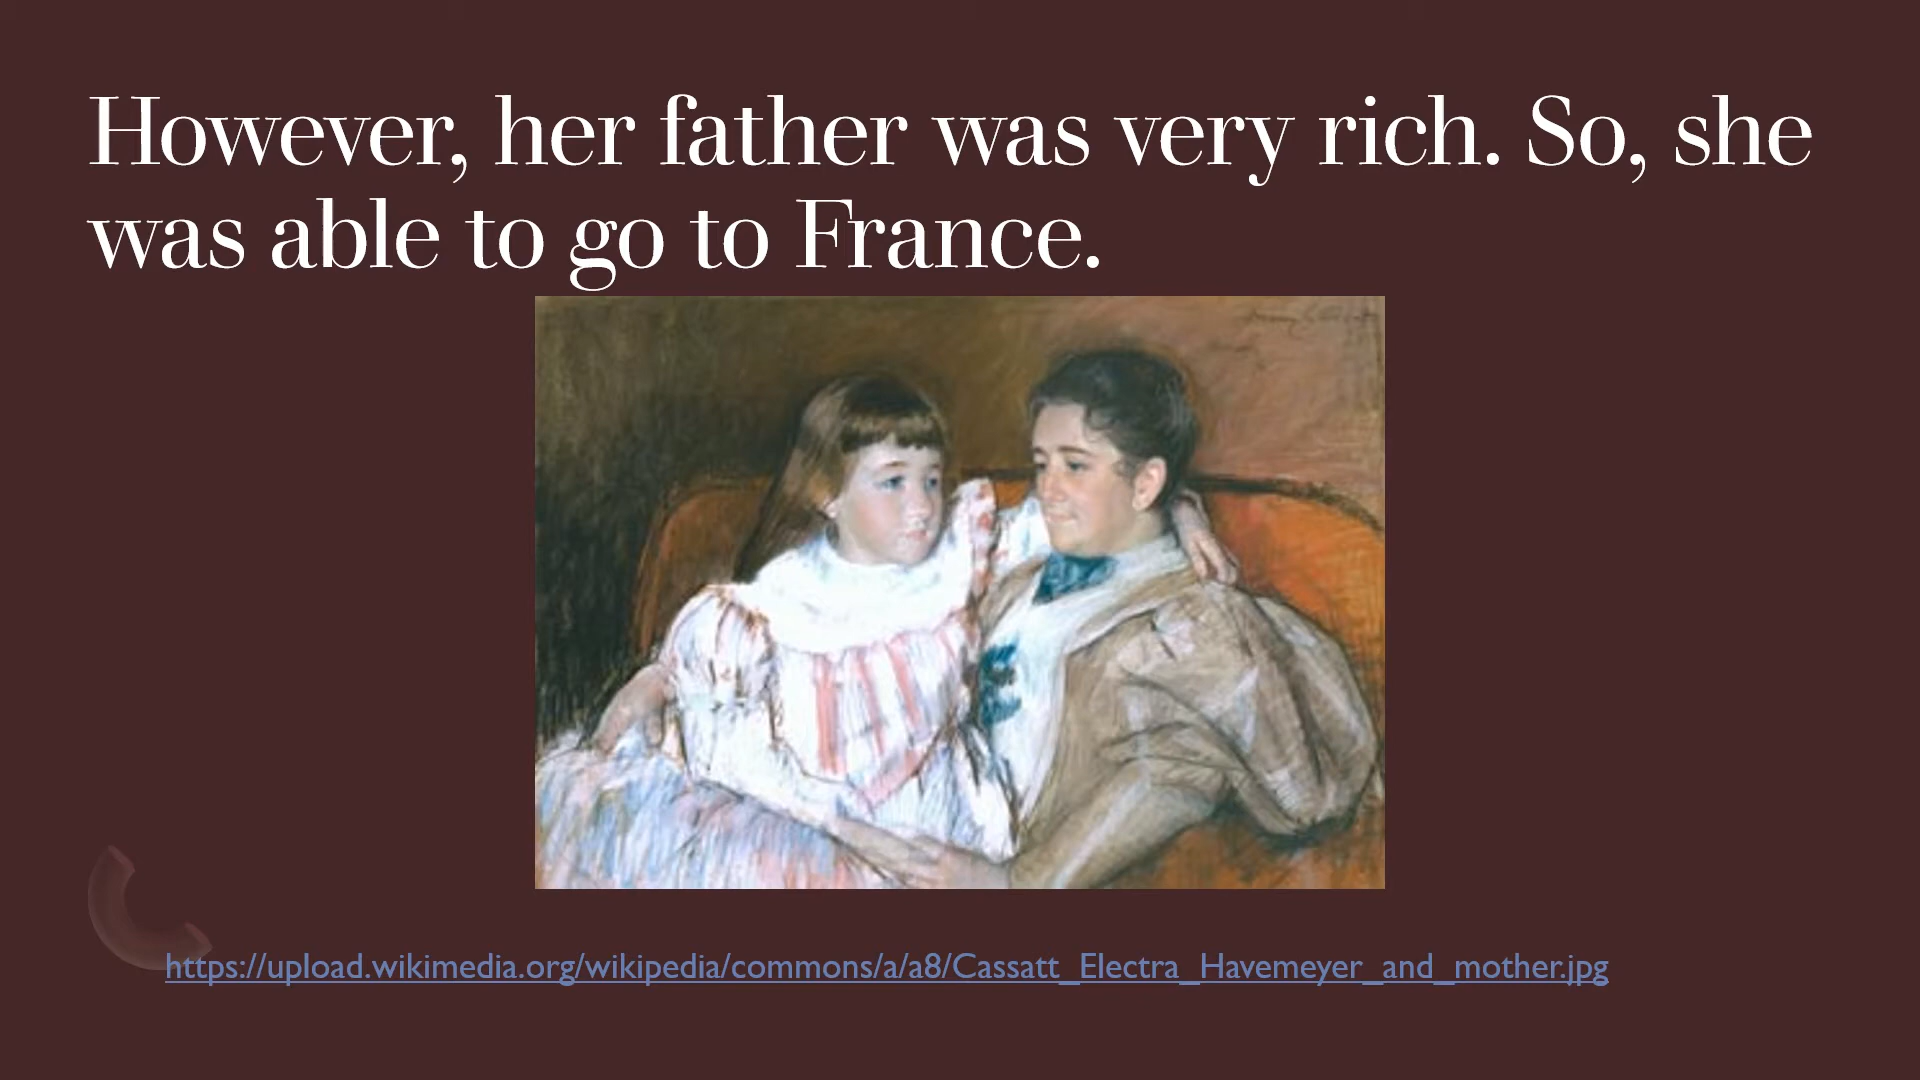 However, her father was very rich. So, she
was able to go to France.
https://upload.wikimedia.org/wikipedia/commons/a/a8/Cassatt_Electra_Havemeyer_and_mother.jpg